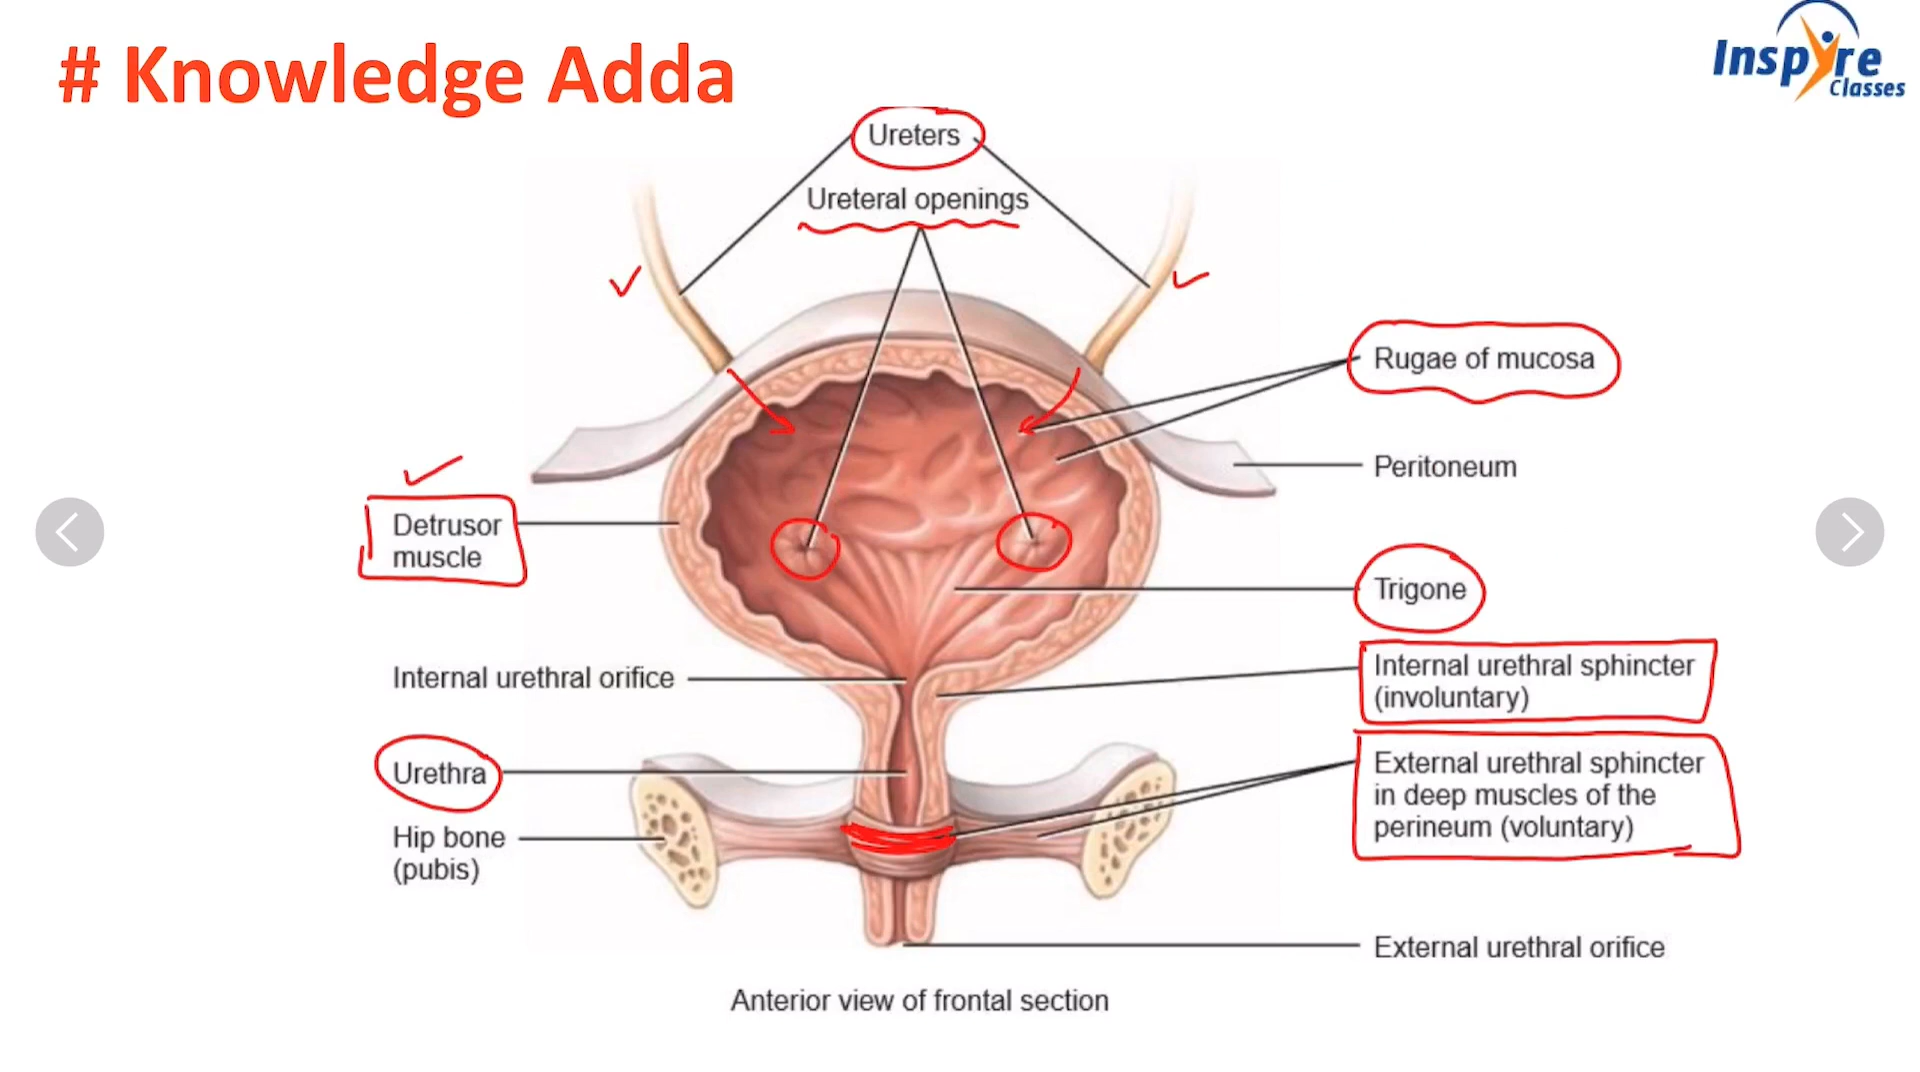 # Knowledge Adda
Inspyre
Classes
Ureters
Ureteral openings
Rugae of mucosa
Peritoneum
Detrusor
muscle
Trigone
Internal urethral orifice
Internal urethral sphincter
(involuntary)
Urethra
External urethral sphincter
in deep muscles of the
perineum (voluntary)
Hip bone
(pubis)
External urethral orifice
Anterior view of frontal section